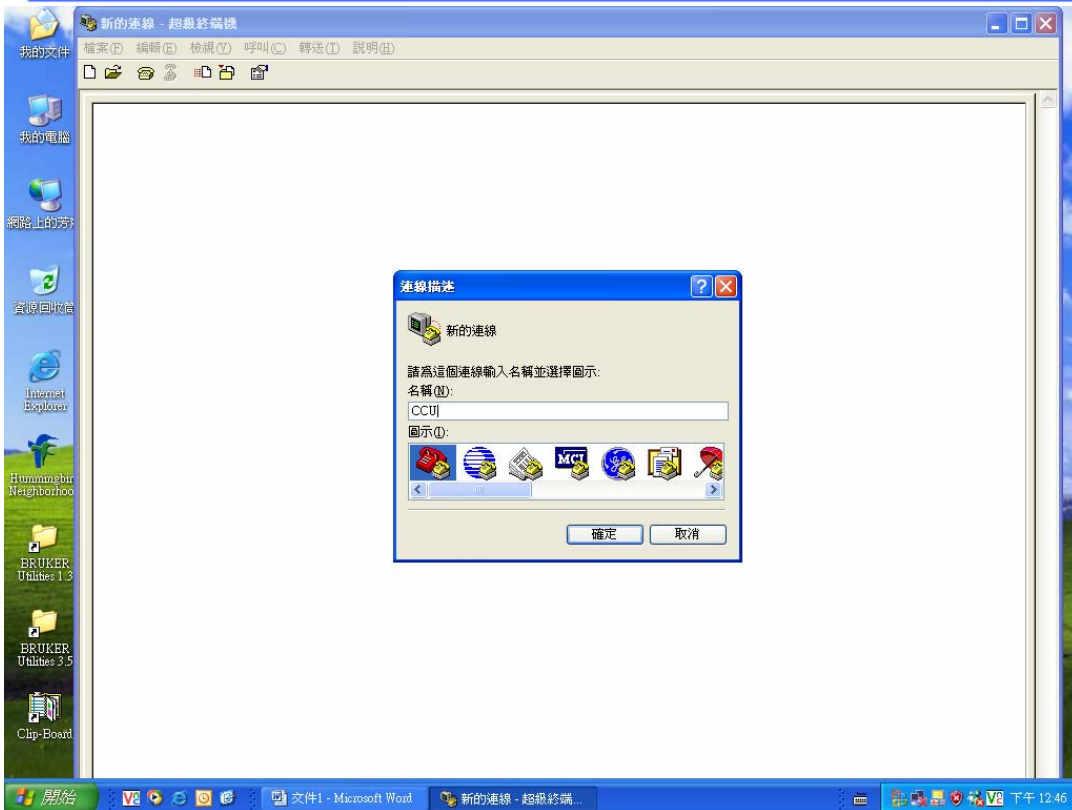 新的連線 - 超級終端機
檔案(F) 編輯(E) 檢視(V) 呼叫(C) 轉送(T) 說明(H)
我的文件
我的電腦
網路上的芳
資源回收筒
Internet
Explorer
Hummingbir
Neighborhoo
BRUKER
Utilities 1.3
BRUKER
Utilities 3.5
Clip-Board
連線描述
新的連線
請為這個連線輸入名稱並選擇圖示:
名稱(N):
CCU
圖示(I):
MCI
確定 取消
開始 文件1 - Microsoft Word 新的連線 - 超級終端... 下午 12:46